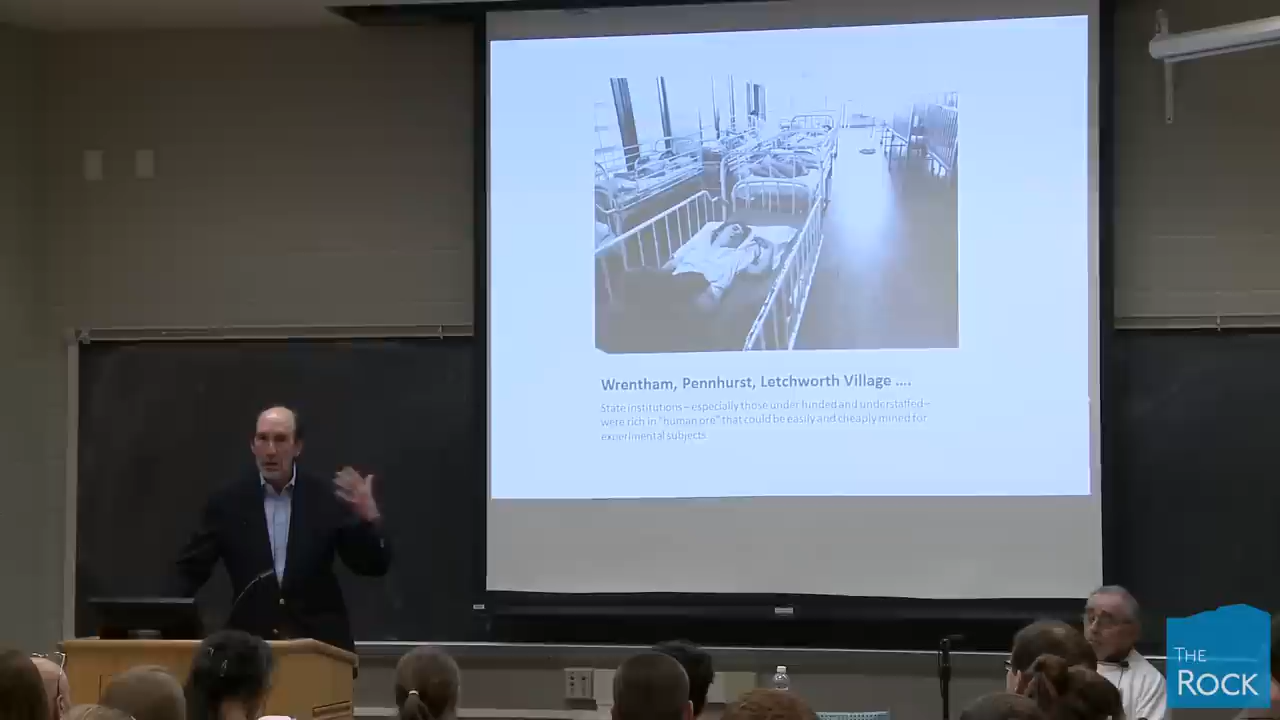 Wrentham, Pennhurst, Letchworth Village ....
State institutions – especially those under funded and understaffed –
were rich in "human ore" that could be easily and cheaply mined for
experimental subjects
THE
ROCK